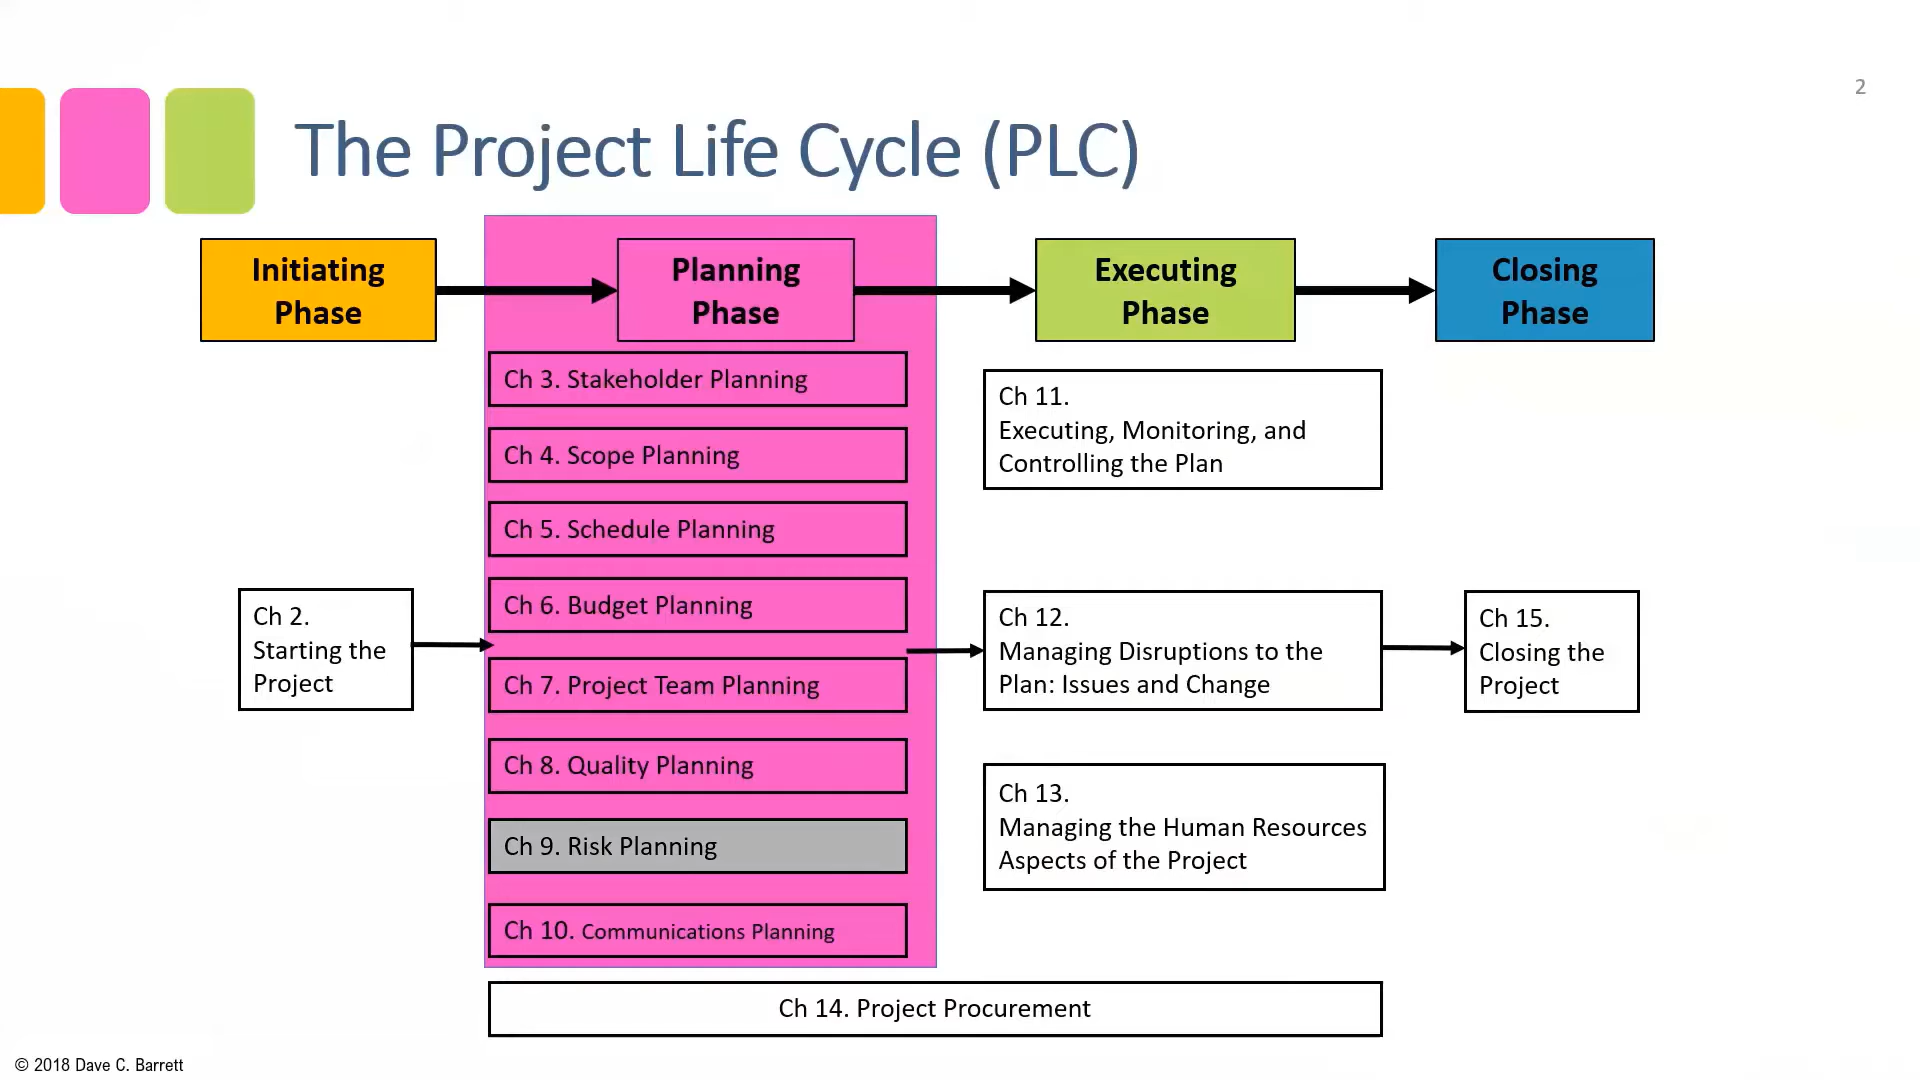 2
The Project Life Cycle (PLC)
Initiating
Phase
Planning
Phase
Executing
Phase
Closing
Phase
Ch 2.
Starting the
Project
Ch 3. Stakeholder Planning
Ch 4. Scope Planning
Ch 5. Schedule Planning
Ch 6. Budget Planning
Ch 7. Project Team Planning
Ch 8. Quality Planning
Ch 9. Risk Planning
Ch 10. Communications Planning
Ch 11.
Executing, Monitoring, and
Controlling the Plan
Ch 12.
Managing Disruptions to the
Plan: Issues and Change
Ch 13.
Managing the Human Resources
Aspects of the Project
Ch 15.
Closing the
Project
Ch 14. Project Procurement
© 2018 Dave C. Barrett